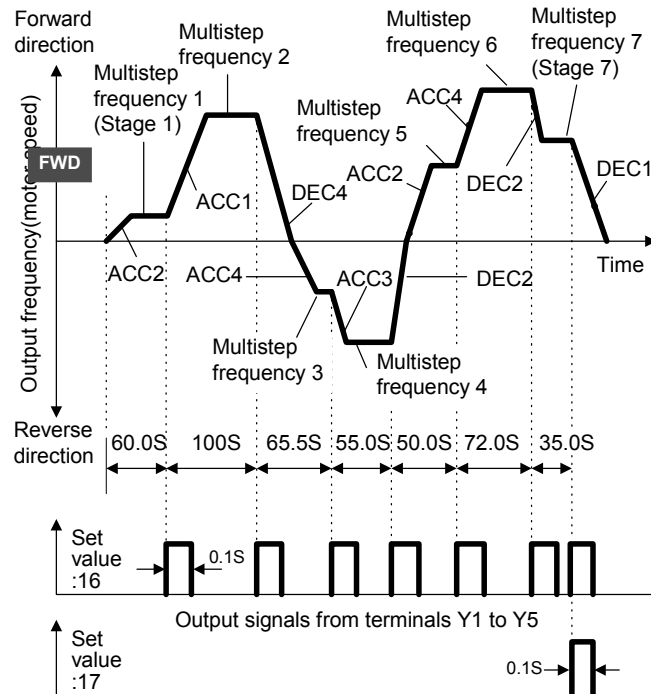 Forward
direction
Multistep
frequency 1
(Stage 1)
Multistep
frequency 2
Multistep
frequency 6
Multistep
frequency 7
(Stage 7)
Multistep
frequency 5
FWD
Output frequency(motor speed)
ACC2
ACC1
DEC4
ACC4
ACC3
ACC2
ACC4
DEC2
DEC2
DEC1
Time
Multistep
frequency 3
Multistep
frequency 4
Reverse
direction
60.0S
100S
65.5S
55.0S
50.0S
72.0S
35.0S
Set
value
:16
0.1S
Output signals from terminals Y1 to Y5
Set
value
:17
0.1S